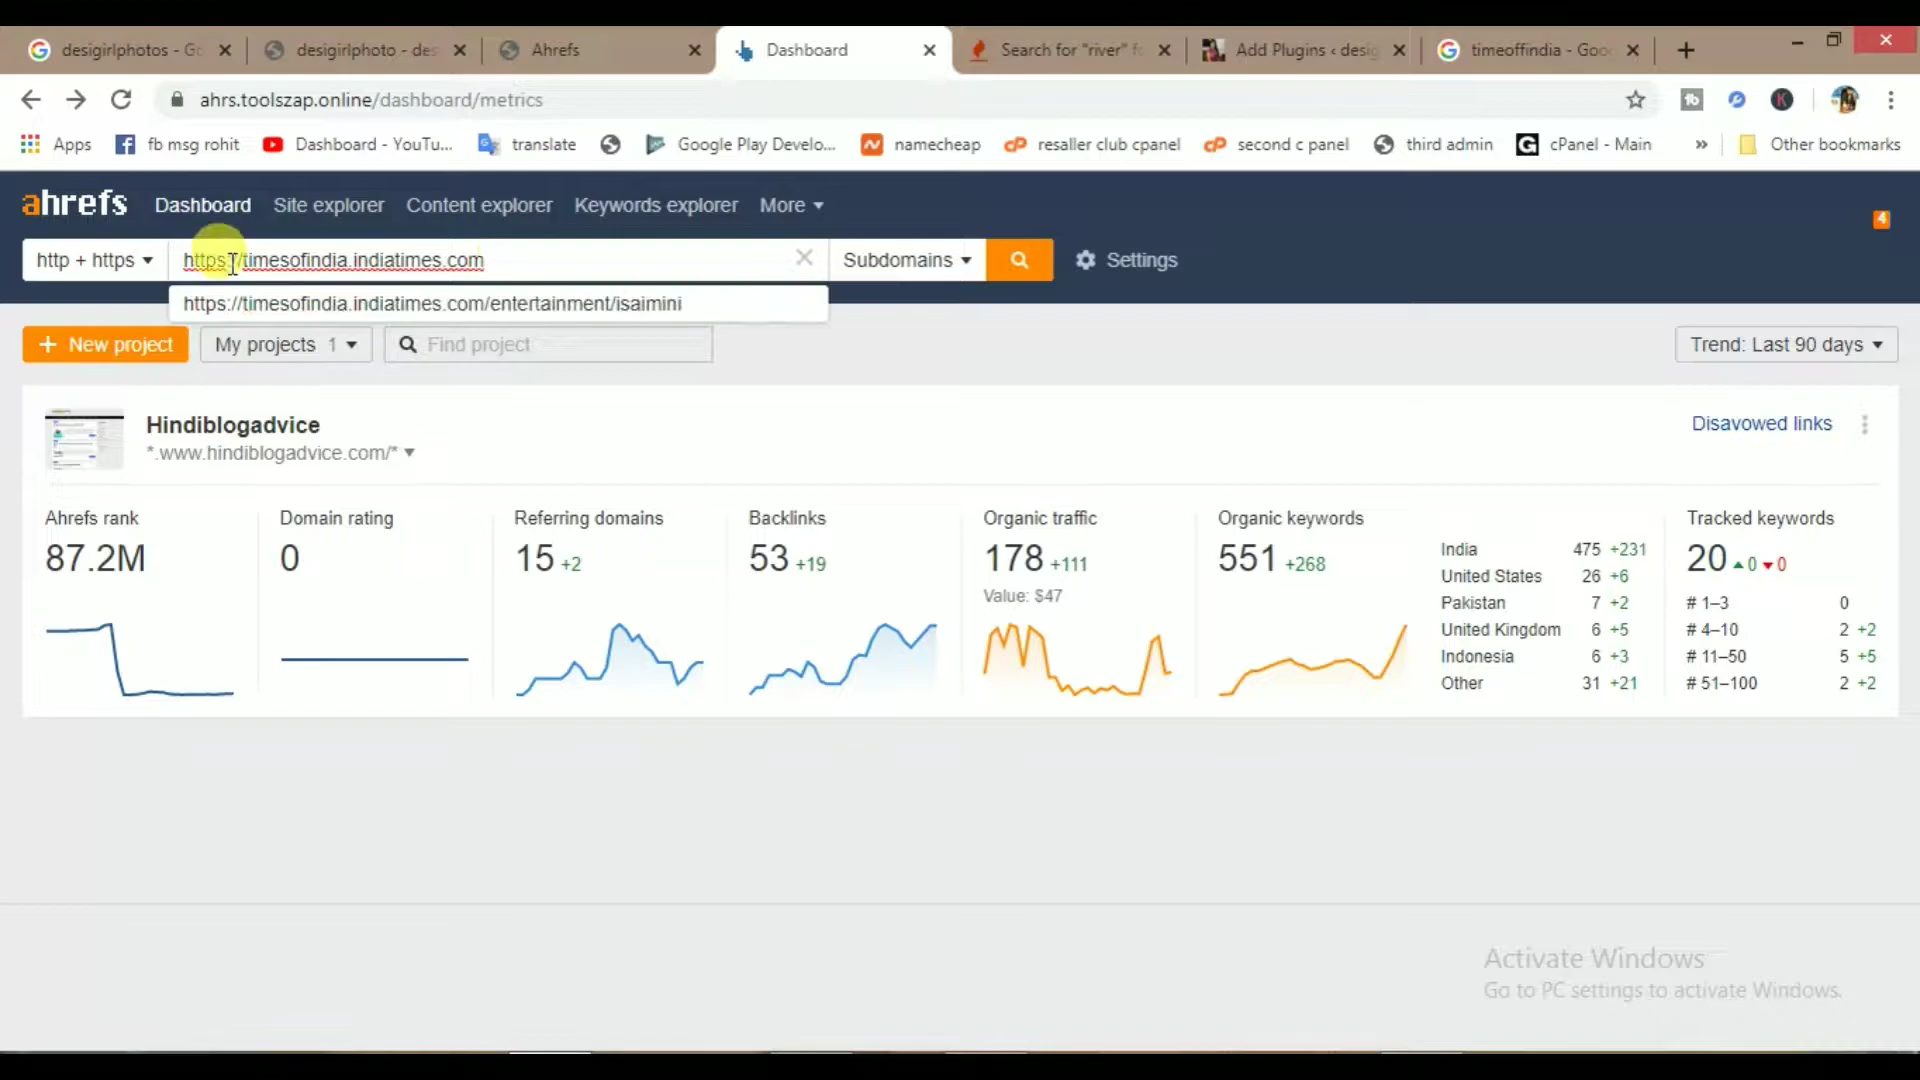 desigirlphotos - Go
desigirlphoto - des
Ahrefs
Dashboard
Search for "river" fo
Add Plugins ‹ desig
timeoffindia - Goo
ahrs.toolszap.online/dashboard/metrics
Apps
fb msg rohit
Dashboard - YouTu...
translate
Google Play Develo...
namecheap
resaller club cpanel
second c panel
third admin
cPanel - Main
»
Other bookmarks
ahrefs
Dashboard
Site explorer
Content explorer
Keywords explorer
More
4
http + https
https://timesofindia.indiatimes.com
Subdomains
Settings
https://timesofindia.indiatimes.com/entertainment/isaimini
+ New project
My projects 1
Find project
Trend: Last 90 days
Hindiblogadvice
*.www.hindiblogadvice.com/*
Disavowed links
Ahrefs rank
87.2M
Domain rating
0
Referring domains
15 +2
Backlinks
53 +19
Organic traffic
178 +111
Value: $47
Organic keywords
551 +268
India 475 +231
United States 26 +6
Pakistan 7 +2
United Kingdom 6 +5
Indonesia 6 +3
Other 31 +21
Tracked keywords
20 ▲0 ▼0
# 1–3 0
# 4–10 2 +2
# 11–50 5 +5
# 51–100 2 +2
Activate Windows
Go to PC settings to activate Windows.